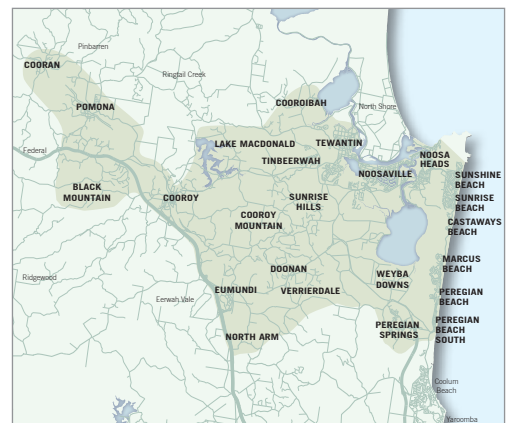 Pinbarren
COORAN
Ringtail Creek
POMONA
COOROIBAH
North Shore
LAKE MACDONALD
TEWANTIN
Federal
TINBEERWAH
NOOSA
HEADS
NOOSAVILLE
SUNSHINE
BEACH
BLACK
MOUNTAIN
COOROY
SUNRISE
HILLS
SUNRISE
BEACH
COOROY
MOUNTAIN
CASTAWAYS
BEACH
MARCUS
BEACH
DOONAN
Ridgewood
WEYBA
DOWNS
EUMUNDI
VERRIERDALE
PEREGIAN
BEACH
Eerwah Vale
PEREGIAN
SPRINGS
PEREGIAN
BEACH
SOUTH
NORTH ARM
Coolum
Beach
Yaroomba